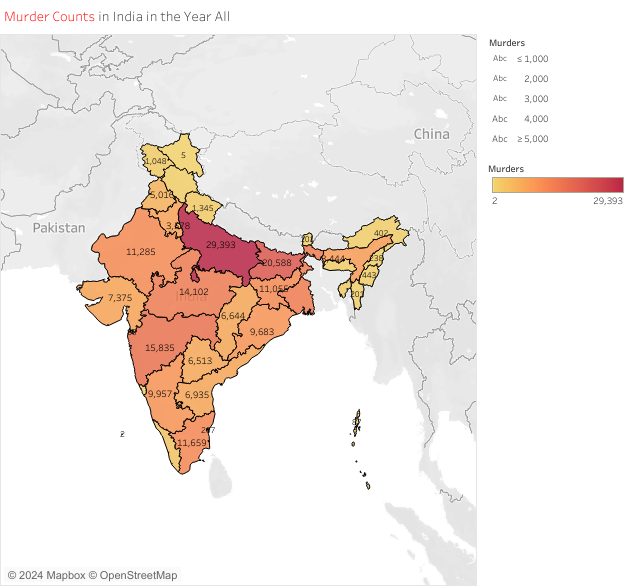 Murder Counts in India in the Year All
Murders
Abc ≤ 1,000
Abc 2,000
Abc 3,000
Abc 4,000
Abc ≥ 5,000
Murders
2 29,393
China
Pakistan
India
1,048
5
1,345
11,285
29,393
402
20,588
7,375
14,102
11,055
443
6,644
15,835
9,683
6,513
9,957
6,935
2
11,659
© 2024 Mapbox © OpenStreetMap